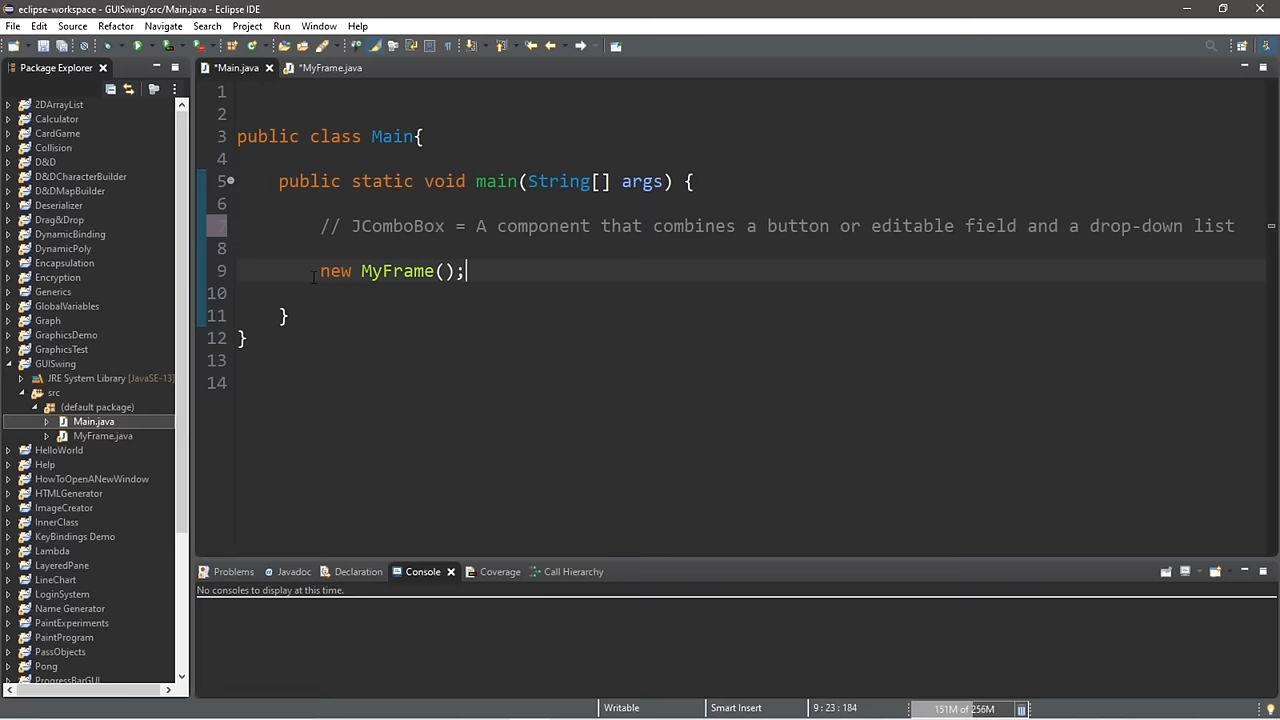 eclipse-workspace - GUISwing/src/Main.java - Eclipse IDE
File Edit Source Refactor Navigate Search Project Run Window Help
Package Explorer
*Main.java *MyFrame.java
2DArrayList
Calculator
CardGame
Collision
D&D
D&DCharacterBuilder
D&DMapBuilder
Deserializer
Drag&Drop
DynamicBinding
DynamicPoly
Encapsulation
Encryption
Generics
GlobalVariables
Graph
GraphicsDemo
GraphicsTest
GUISwing
JRE System Library [JavaSE-13]
src
(default package)
Main.java
MyFrame.java
HelloWorld
Help
HowToOpenANewWindow
HTMLGenerator
ImageCreator
InnerClass
KeyBindings Demo
Lambda
LayeredPane
LineChart
LoginSystem
Name Generator
PaintExperiments
PaintProgram
PassObjects
Pong
ProgressBarGUI
1
2
3 public class Main{
4
5 public static void main(String[] args) {
6
7 // JComboBox = A component that combines a button or editable field and a drop-down list
8
9 new MyFrame();
10
11 }
12 }
13
14
Problems Javadoc Declaration Console Coverage Call Hierarchy
No consoles to display at this time.
Writable Smart Insert 9 : 23 : 184 151M of 256M